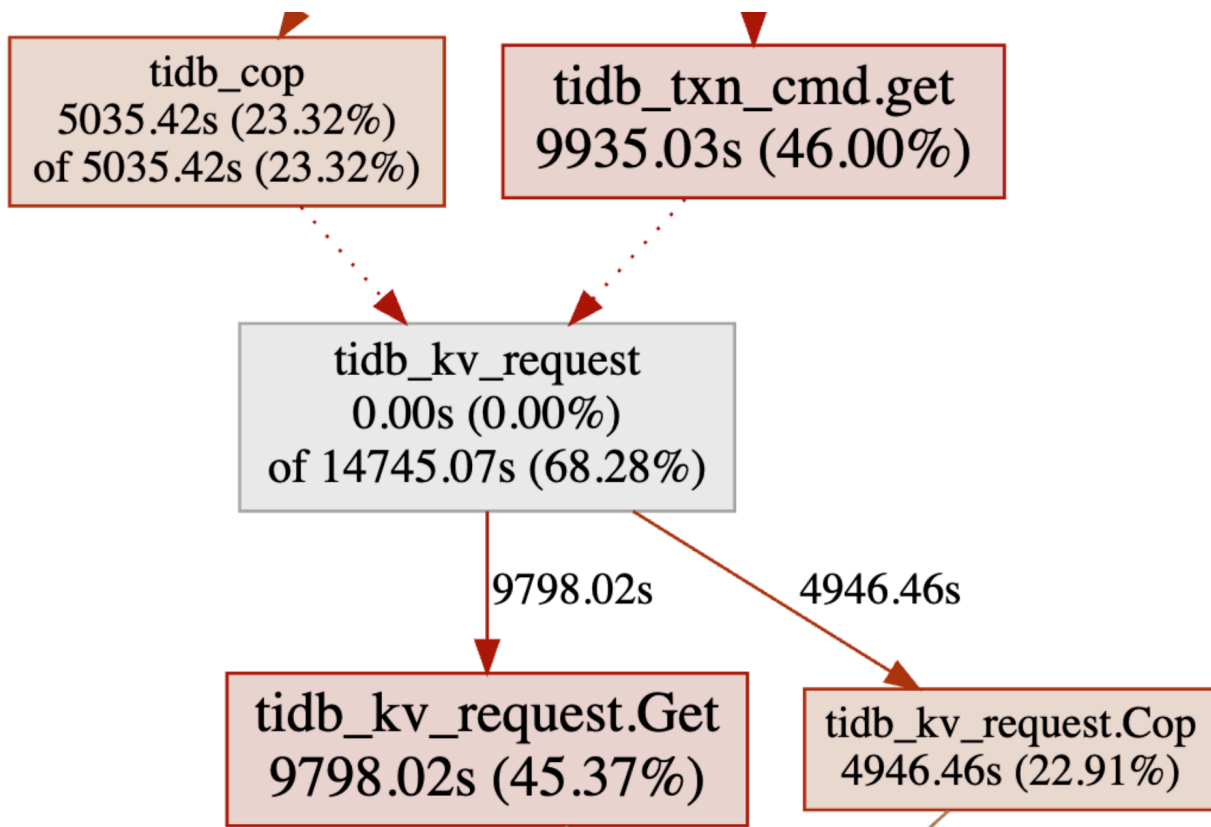 tidb_cop
5035.42s (23.32%)
of 5035.42s (23.32%)
tidb_txn_cmd.get
9935.03s (46.00%)
tidb_kv_request
0.00s (0.00%)
of 14745.07s (68.28%)
9798.02s
4946.46s
tidb_kv_request.Get
9798.02s (45.37%)
tidb_kv_request.Cop
4946.46s (22.91%)